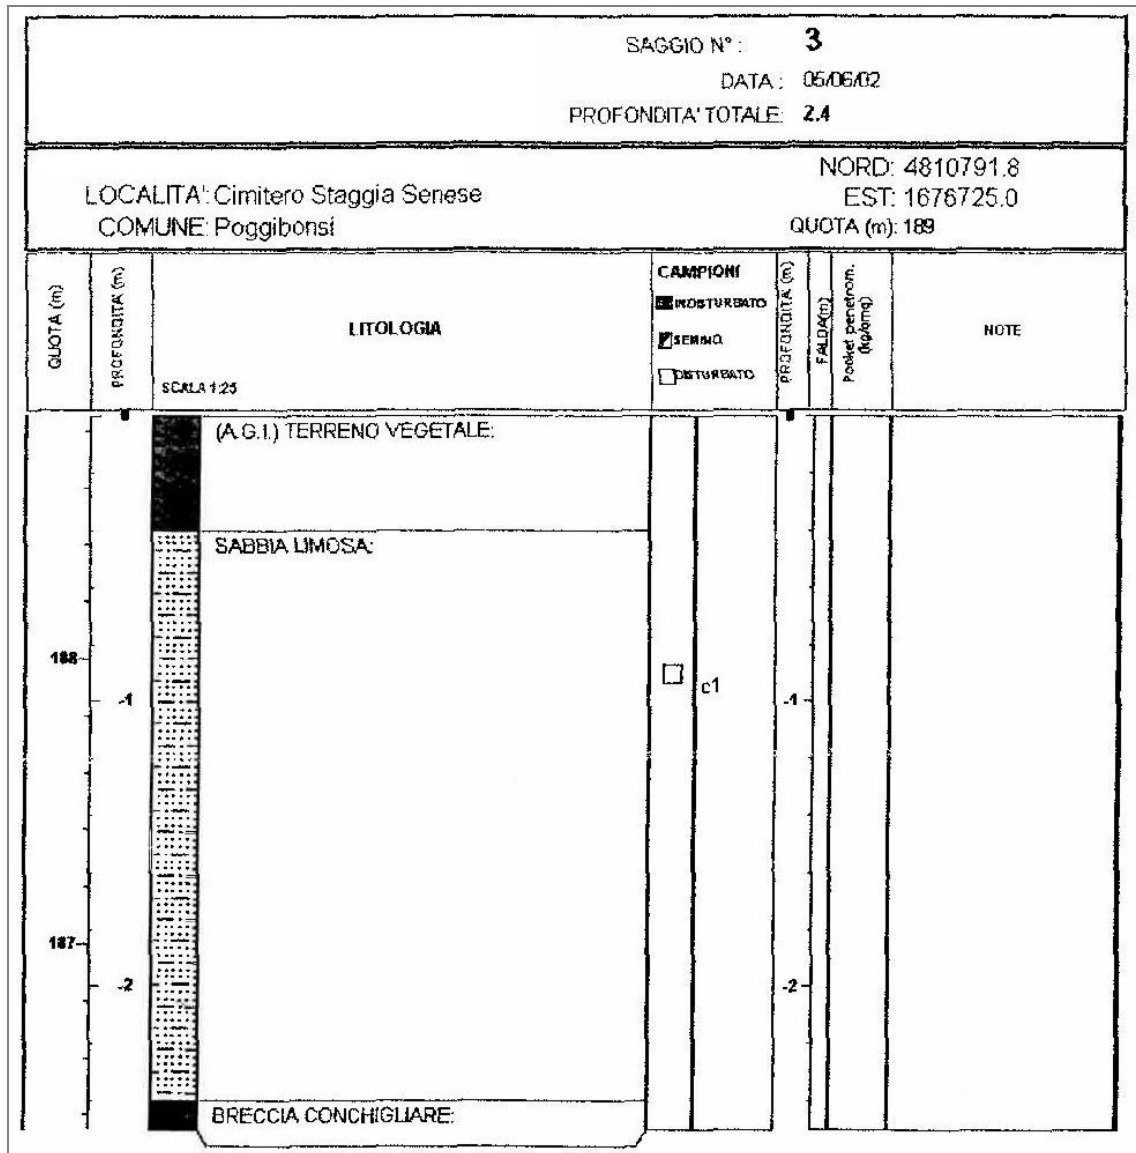 SAGGIO N°: 3
DATA: 05/06/02
PROFONDITA' TOTALE: 2.4
LOCALITA': Cimitero Staggia Senese
COMUNE: Poggibonsi
NORD: 4810791.8
EST: 1676725.0
QUOTA (m): 189
QUOTA (m)
PROFONDITA' (m)
LITOLOGIA
SCALA 1:25
CAMPIONI
INDISTURBATO
SEMIND.
DISTURBATO
PROFONDITA' (m)
FALDA(m)
Pocket penetrom.
(kg/cmq)
NOTE
(A.G.I.) TERRENO VEGETALE:
SABBIA LIMOSA:
188
-1
c1
-1
187
-2
-2
BRECCIA CONCHIGLIARE: